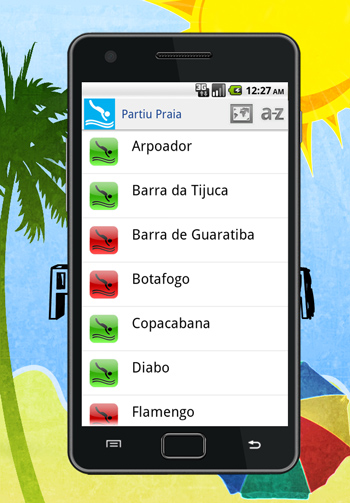 3G 12:27 AM
Partiu Praia a-z
Arpoador
Barra da Tijuca
Barra de Guaratiba
Botafogo
Copacabana
Diabo
Flamengo